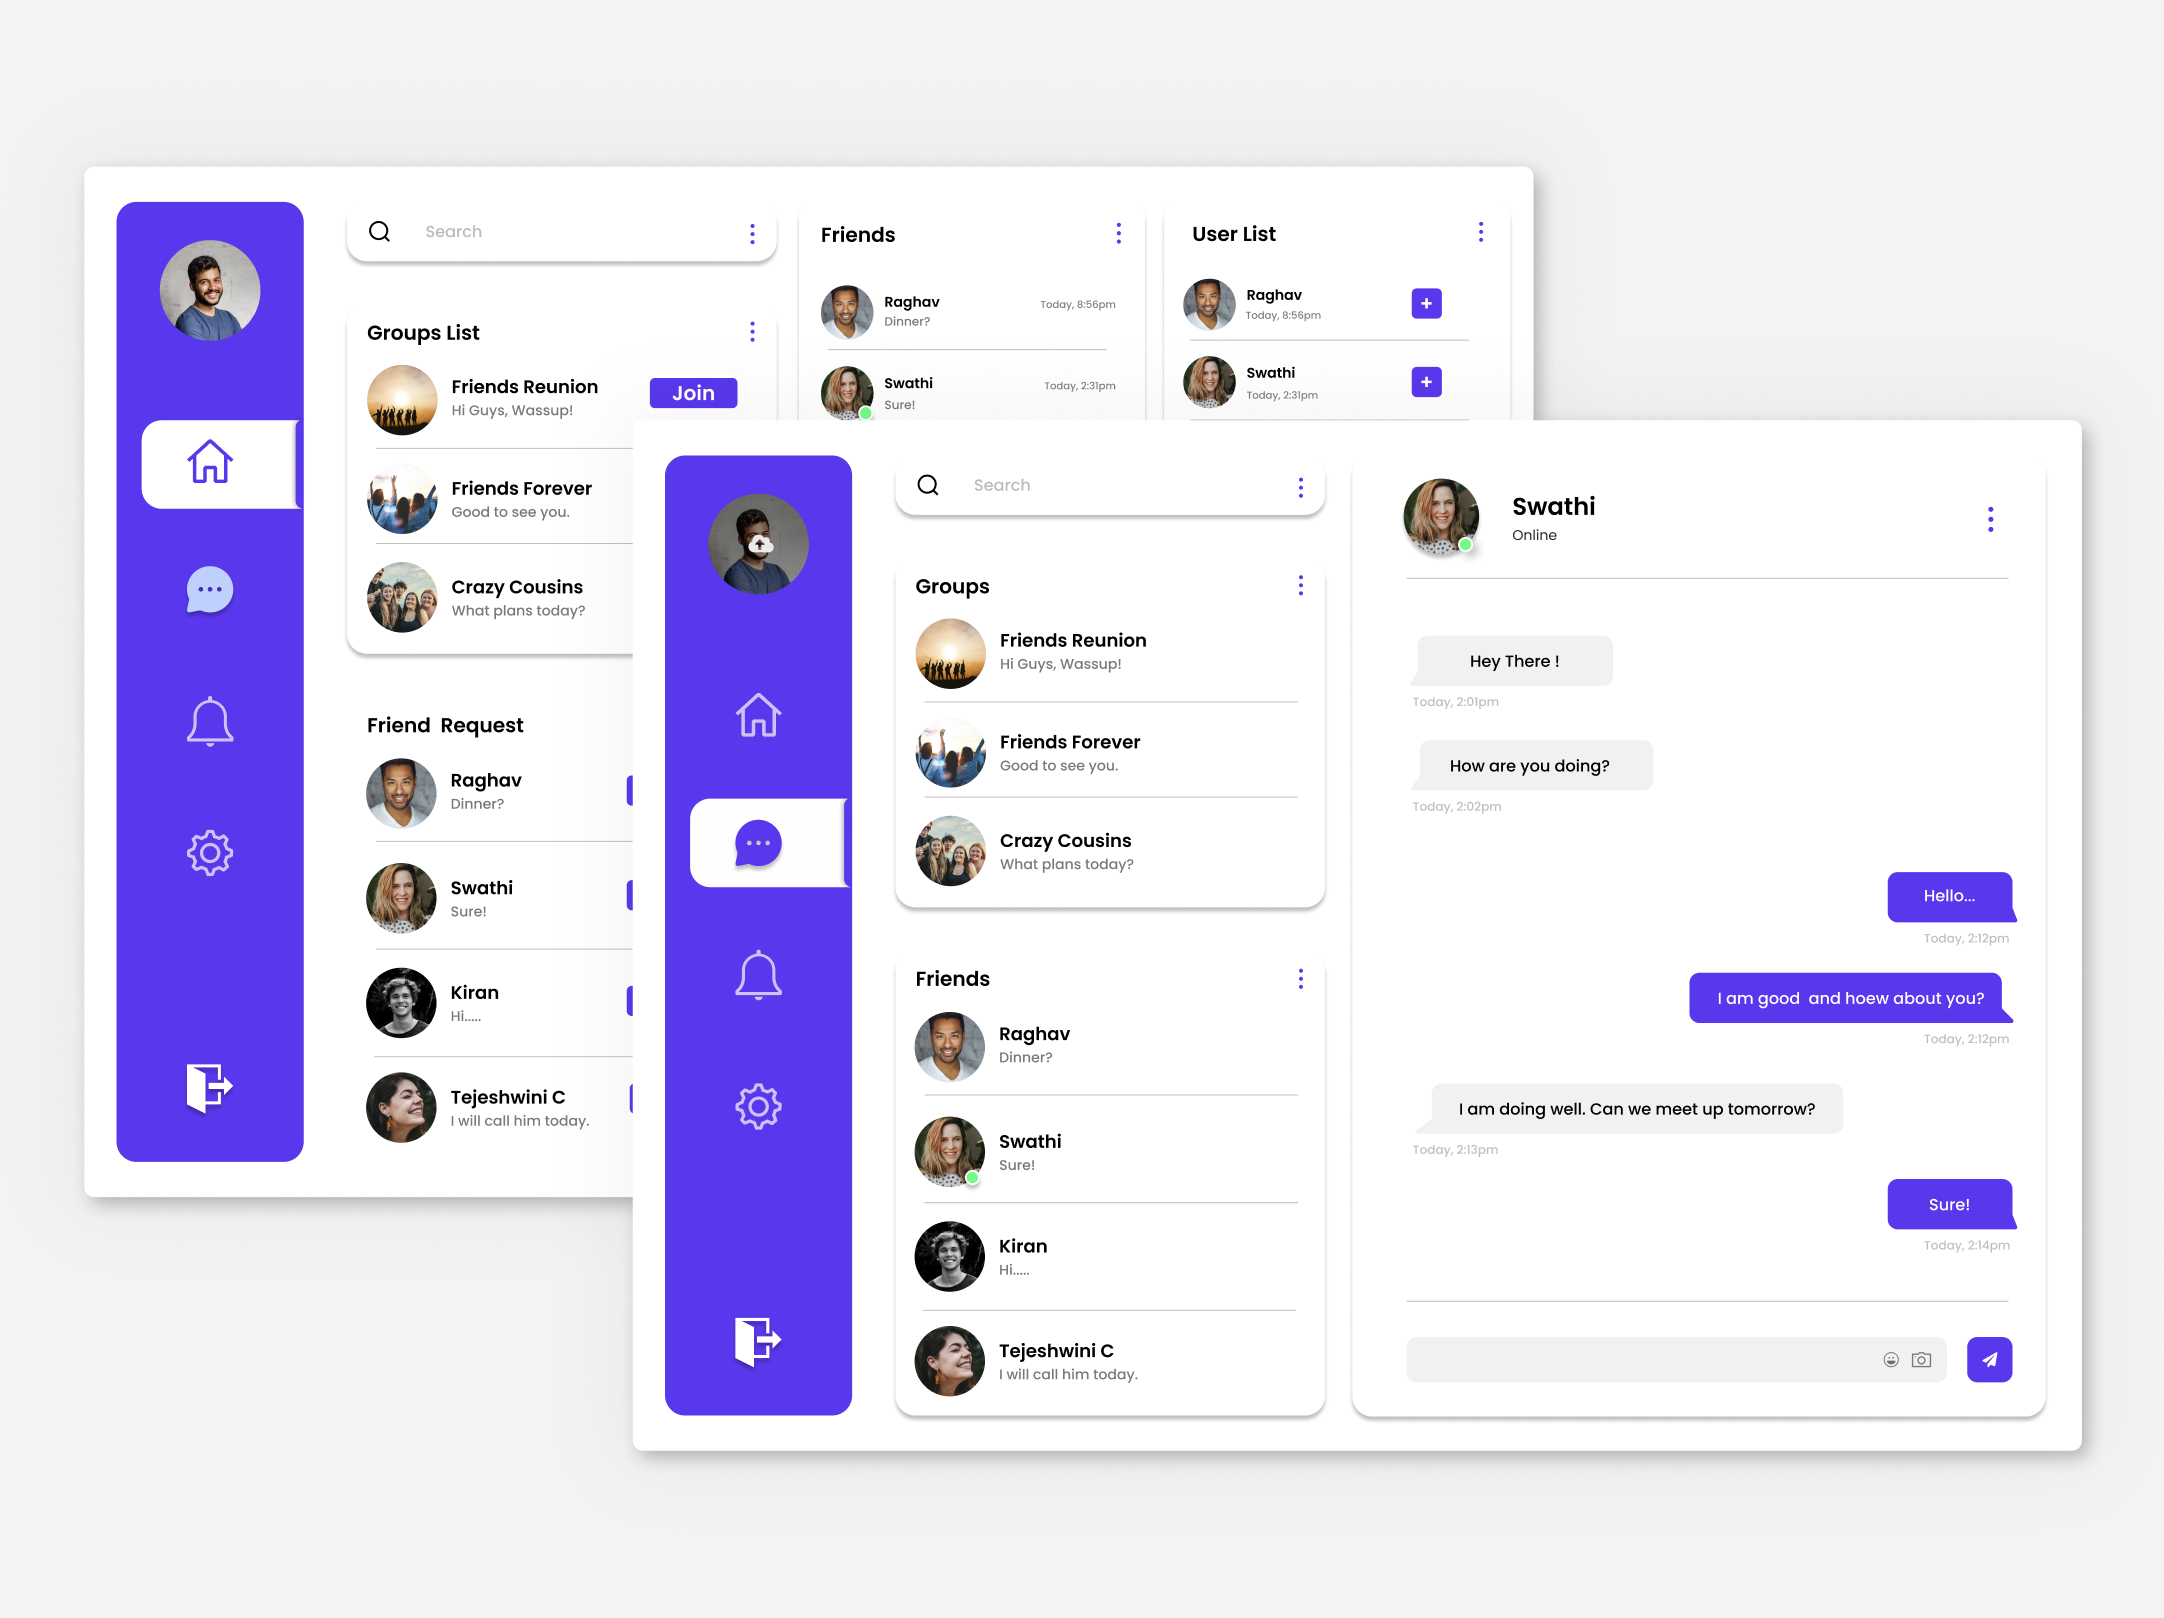 Search
Groups List
Friends Reunion
Hi Guys, Wassup!
Join
Friends Forever
Good to see you.
Crazy Cousins
What plans today?
Friend  Request
Raghav
Dinner?
Swathi
Sure!
Kiran
Hi.....
Tejeshwini C
I will call him today.
Friends
Raghav
Today, 8:56pm
Dinner?
Swathi
Today, 2:31pm
Sure!
User List
Raghav
Today, 8:56pm
Swathi
Today, 2:31pm
Search
Groups
Friends Reunion
Hi Guys, Wassup!
Friends Forever
Good to see you.
Crazy Cousins
What plans today?
Friends
Raghav
Dinner?
Swathi
Sure!
Kiran
Hi.....
Tejeshwini C
I will call him today.
Swathi
Online
Hey There !
Today, 2:01pm
How are you doing?
Today, 2:02pm
Hello...
Today, 2:12pm
I am good  and hoew about you?
Today, 2:12pm
I am doing well. Can we meet up tomorrow?
Today, 2:13pm
Sure!
Today, 2:14pm